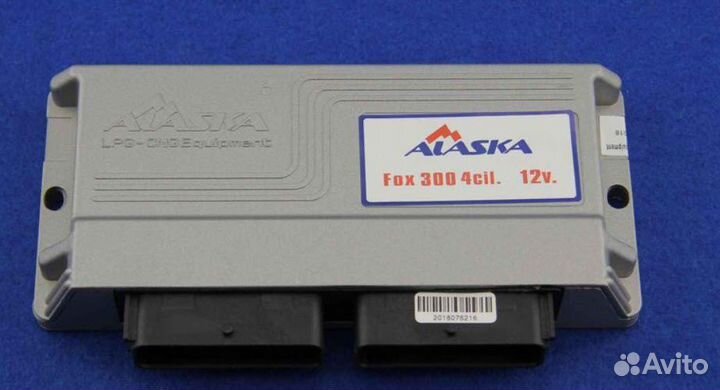 ALASKA
LPG-CNG Equipment
ALASKA
Fox 300 4cil. 12v.
2018076216
Avito